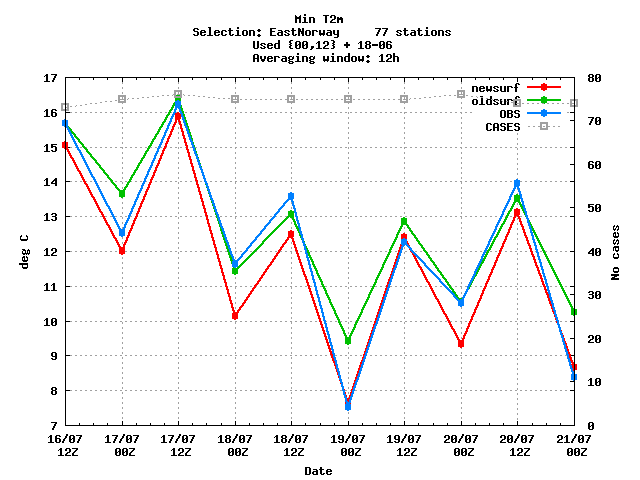 Min T2m
Selection: EastNorway 77 stations
Used {00,12} + 18-06
Averaging window: 12h
newsurf
oldsurf
OBS
CASES
17
16
15
14
13
12
11
10
9
8
7
80
70
60
50
40
30
20
10
0
deg C
No cases
16/07 17/07 17/07 18/07 18/07 19/07 19/07 20/07 20/07 21/07
12Z 00Z 12Z 00Z 12Z 00Z 12Z 00Z 12Z 00Z
Date